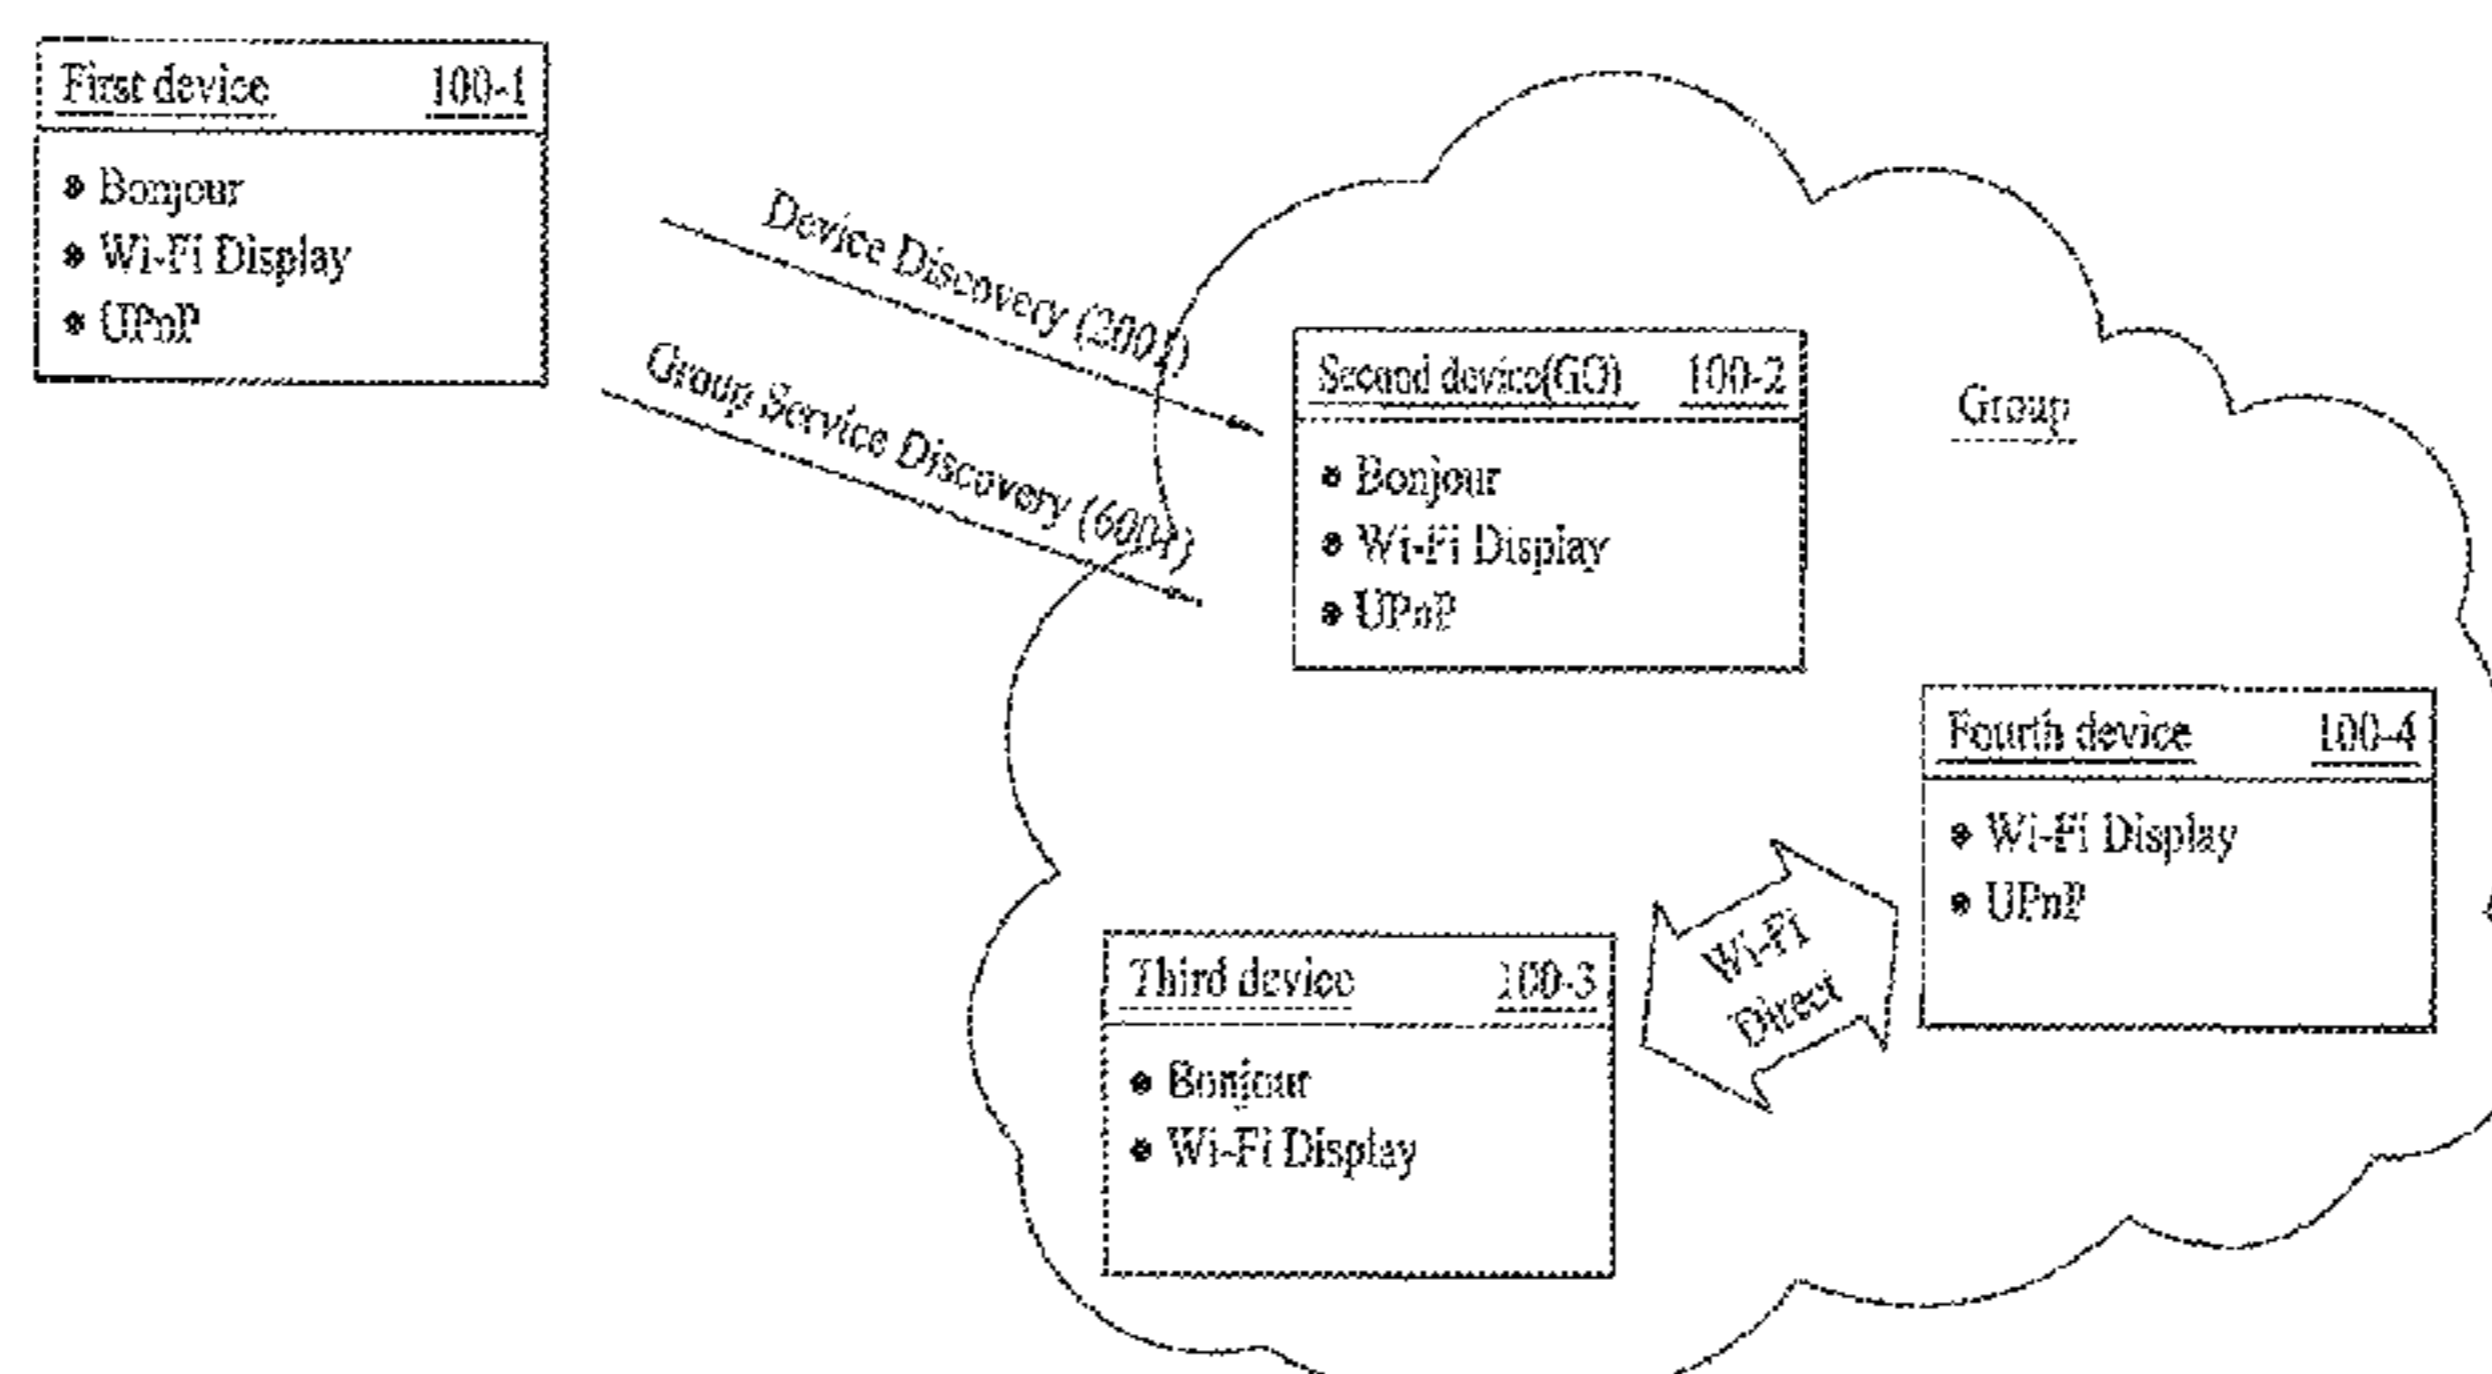 First device 100-1
• Bonjour
• Wi-Fi Display
• UPnP
Device Discovery (2001)
Group Service Discovery (6001)
Second device(GO) 100-2
• Bonjour
• Wi-Fi Display
• UPnP
Group
Fourth device 100-4
• Wi-Fi Display
• UPnP
Wi-Fi
Direct
Third device 100-3
• Bonjour
• Wi-Fi Display